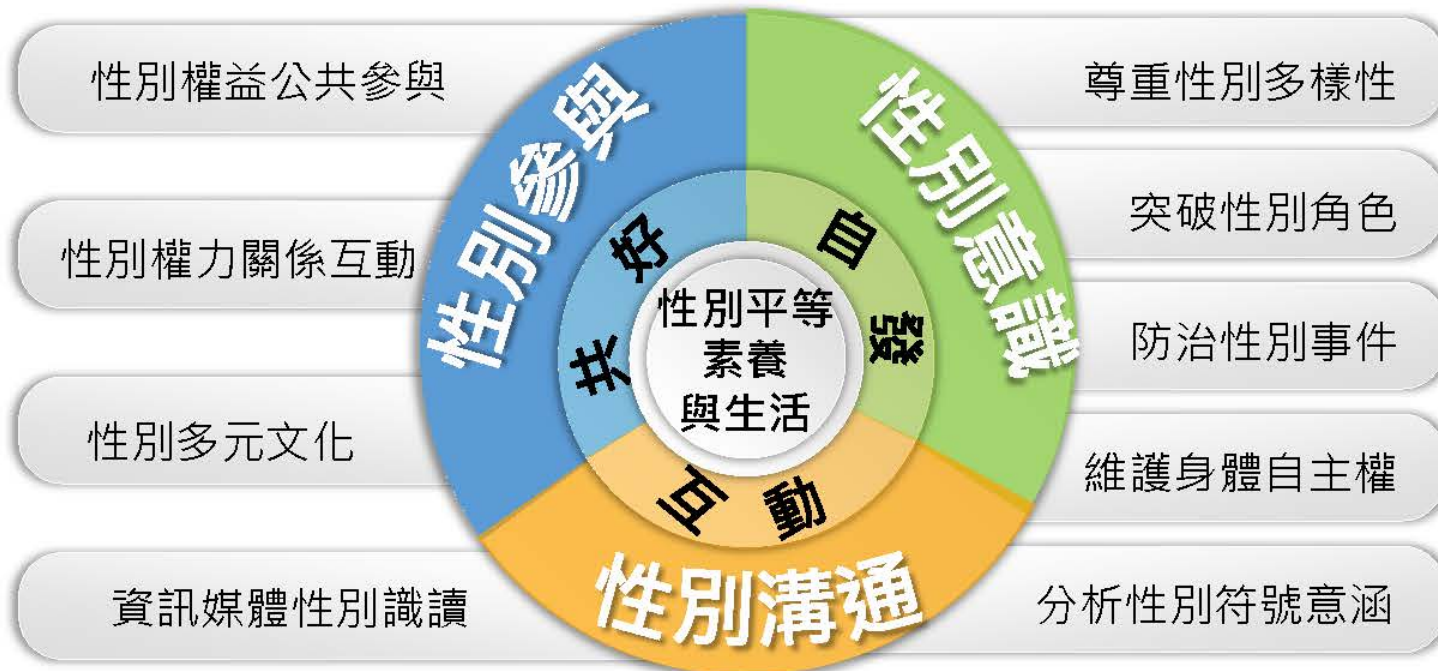 性別權益公共參與
性別權力關係互動
性別多元文化
資訊媒體性別識讀
性別參與
性別意識
性別溝通
共好
自發
互動
性別平等
素養
與生活
尊重性別多樣性
突破性別角色
防治性別事件
維護身體自主權
分析性別符號意涵